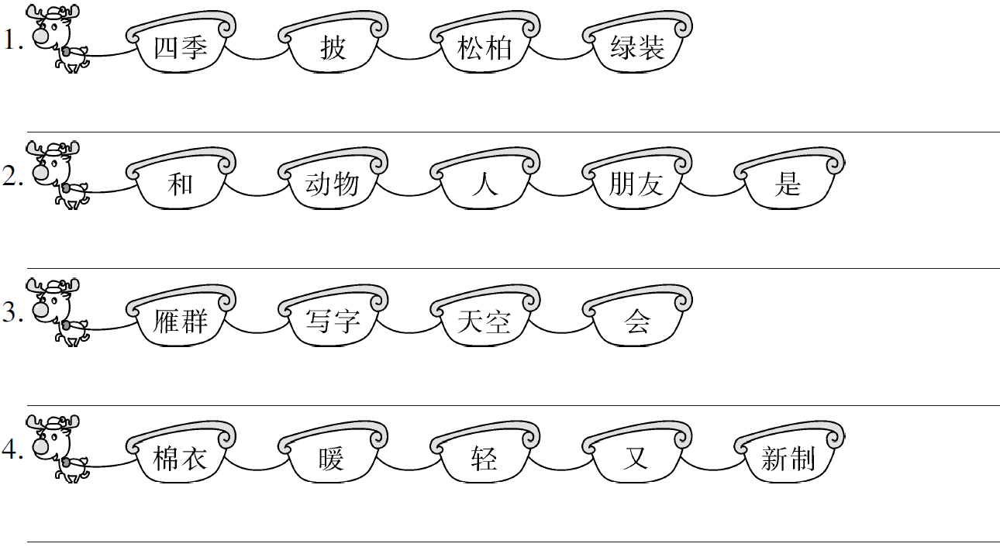 1. 四季 披 松柏 绿装
2. 和 动物 人 朋友 是
3. 雁群 写字 天空 会
4. 棉衣 暖 轻 又 新制